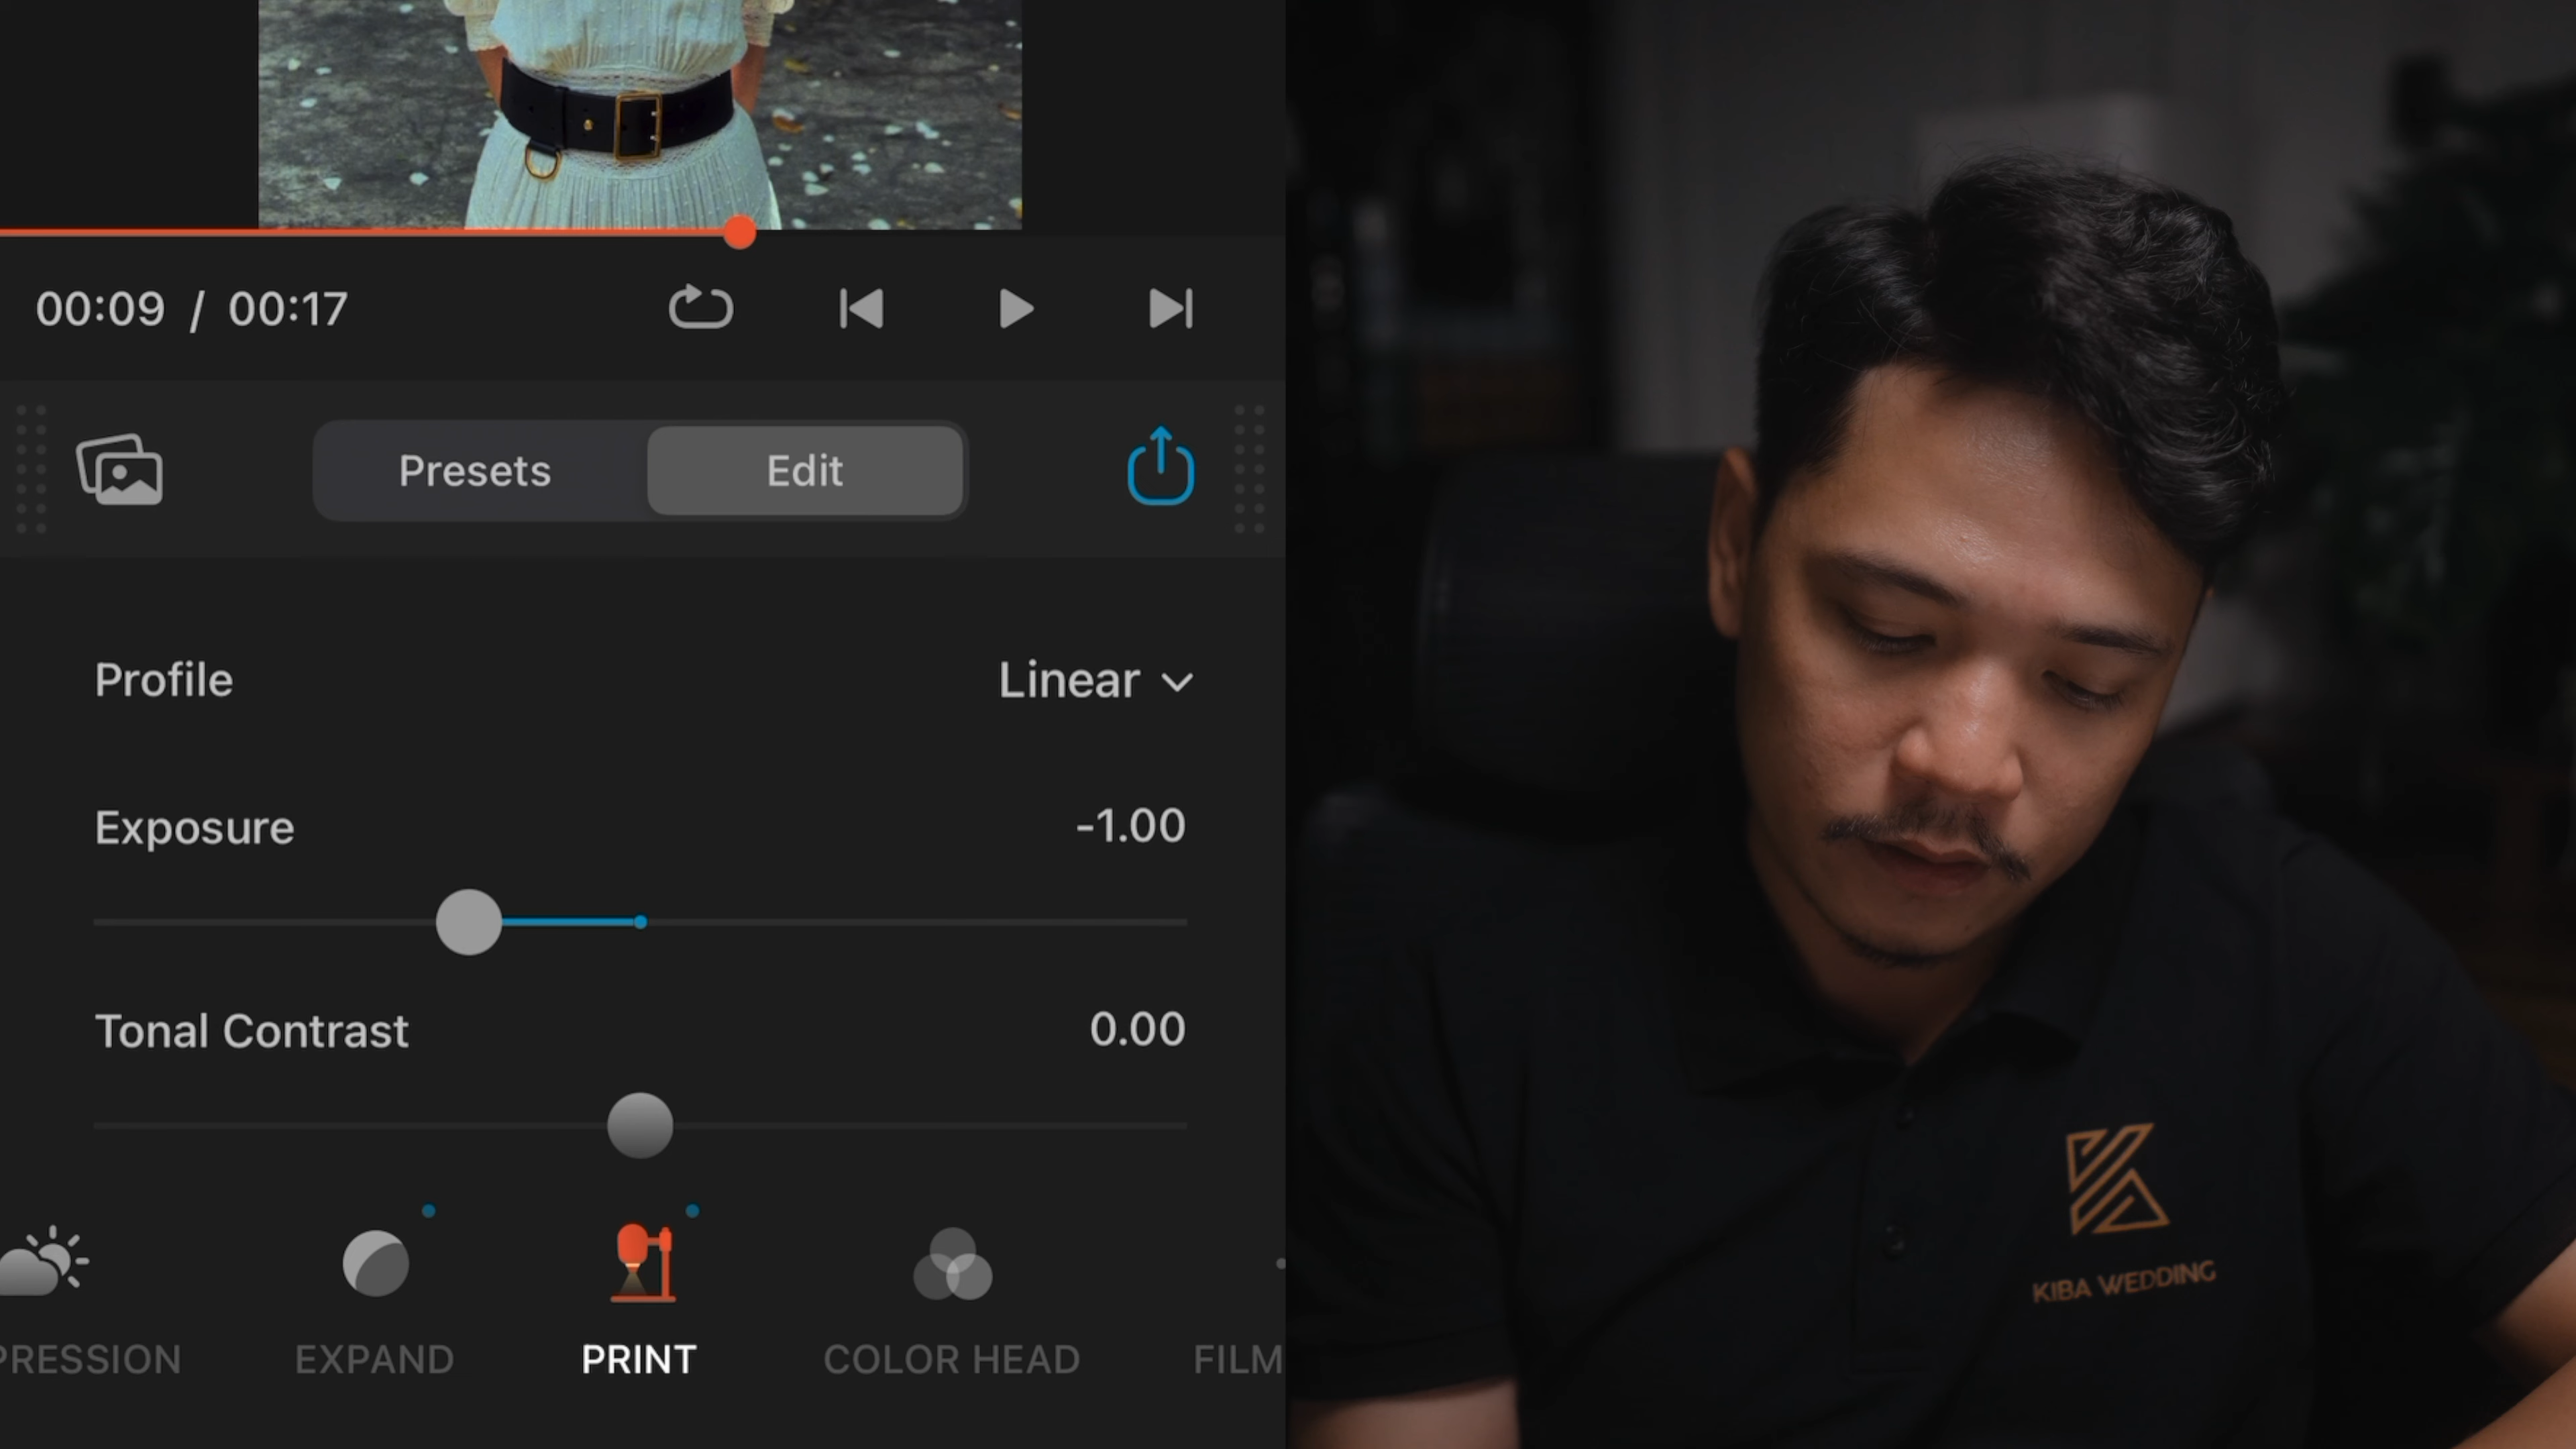 00:09 / 00:17
Presets
Edit
Profile
Linear
Exposure
-1.00
Tonal Contrast
0.00
PRESSION
EXPAND
PRINT
COLOR HEAD
FILM
KIBA WEDDING